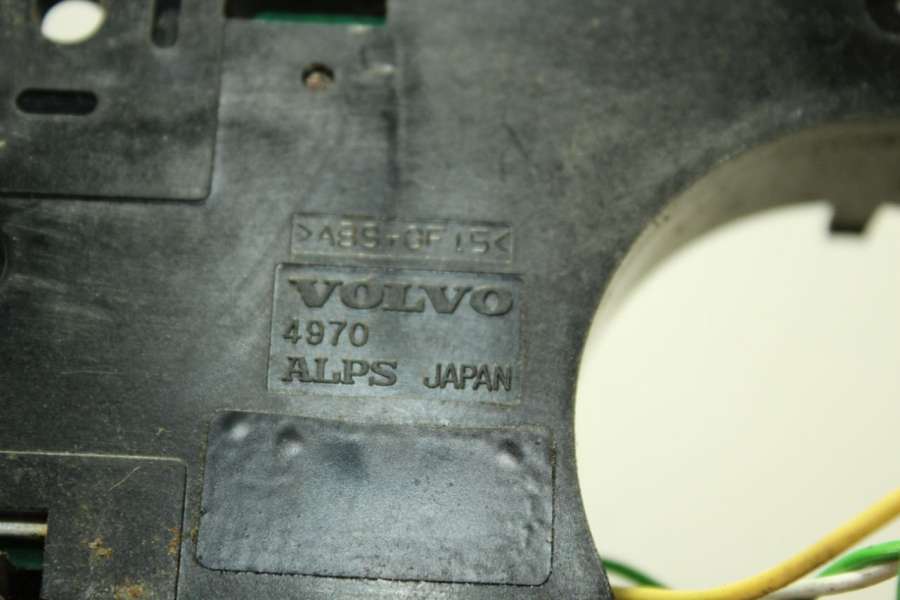 >ABS-GF15<
VOLVO
4970
ALPS JAPAN